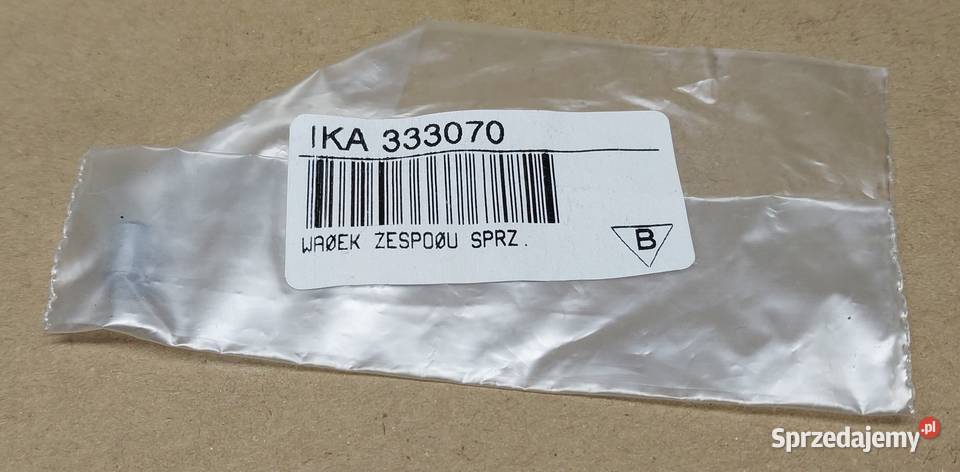 IKA 333070
WAØEK ZESPOØU SPRZ.
B
Sprzedajemy.pl